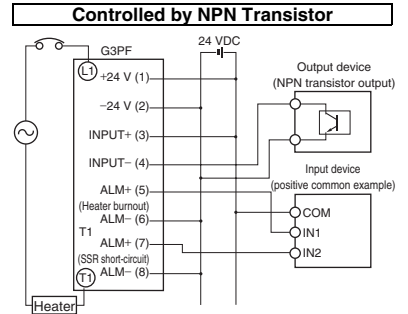 Controlled by NPN Transistor
24 VDC
G3PF
L1
+24 V (1)
−24 V (2)
INPUT+ (3)
INPUT− (4)
ALM+ (5)
(Heater burnout)
ALM− (6)
T1
ALM+ (7)
(SSR short-circuit)
T1
ALM− (8)
Heater
Output device
(NPN transistor output)
Input device
(positive common example)
COM
IN1
IN2